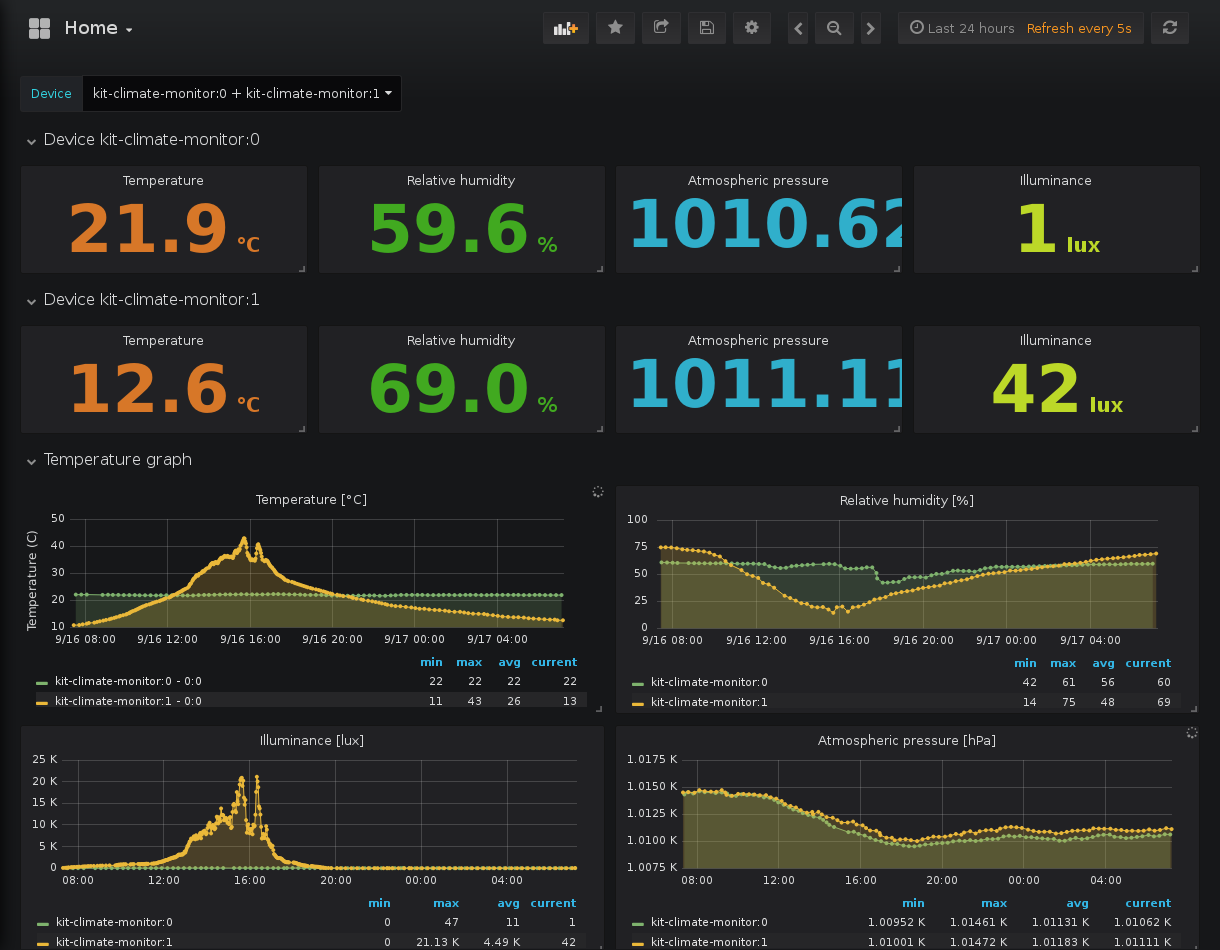 Home
Last 24 hours Refresh every 5s
Device kit-climate-monitor:0 + kit-climate-monitor:1
Device kit-climate-monitor:0
Temperature Relative humidity Atmospheric pressure Illuminance
21.9 °C 59.6 % 1010.62 1 lux
Device kit-climate-monitor:1
Temperature Relative humidity Atmospheric pressure Illuminance
12.6 °C 69.0 % 1011.11 42 lux
Temperature graph
Temperature [°C]
Temperature (C)
50
40
30
20
10
9/16 08:00 9/16 12:00 9/16 16:00 9/16 20:00 9/17 00:00 9/17 04:00
min max avg current
kit-climate-monitor:0 - 0:0 22 22 22 22
kit-climate-monitor:1 - 0:0 11 43 26 13
Relative humidity [%]
100
75
50
25
0
9/16 08:00 9/16 12:00 9/16 16:00 9/16 20:00 9/17 00:00 9/17 04:00
min max avg current
kit-climate-monitor:0 42 61 56 60
kit-climate-monitor:1 14 75 48 69
Illuminance [lux]
25 K
20 K
15 K
10 K
5 K
0
08:00 12:00 16:00 20:00 00:00 04:00
min max avg current
kit-climate-monitor:0 0 47 11 1
kit-climate-monitor:1 0 21.13 K 4.49 K 42
Atmospheric pressure [hPa]
1.0175 K
1.0150 K
1.0125 K
1.0100 K
1.0075 K
08:00 12:00 16:00 20:00 00:00 04:00
min max avg current
kit-climate-monitor:0 1.00952 K 1.01461 K 1.01131 K 1.01062 K
kit-climate-monitor:1 1.01001 K 1.01472 K 1.01183 K 1.01111 K